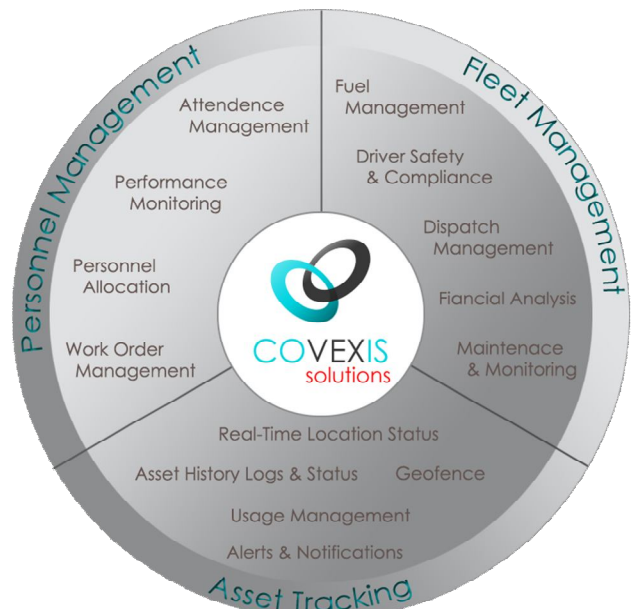 Personnel Management
Attendence
Management
Performance
Monitoring
Personnel
Allocation
Work Order
Management
Fleet Management
Fuel
Management
Driver Safety
& Compliance
Dispatch
Management
Fiancial Analysis
Maintenace
& Monitoring
COVEXIS
solutions
Real-Time Location Status
Asset History Logs & Status
Geofence
Usage Management
Alerts & Notifications
Asset Tracking